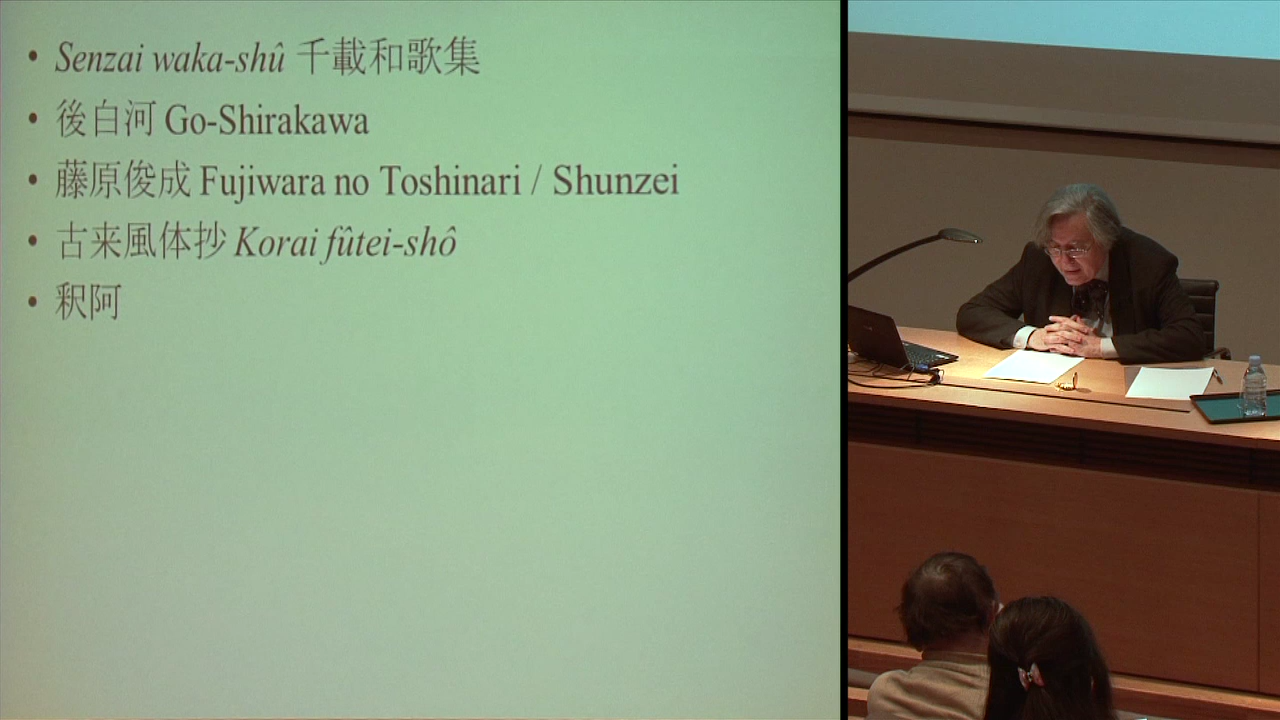 • Senzai waka-shû 千載和歌集
• 後白河 Go-Shirakawa
• 藤原俊成 Fujiwara no Toshinari / Shunzei
• 古来風体抄 Korai fûtei-shô
• 釈阿